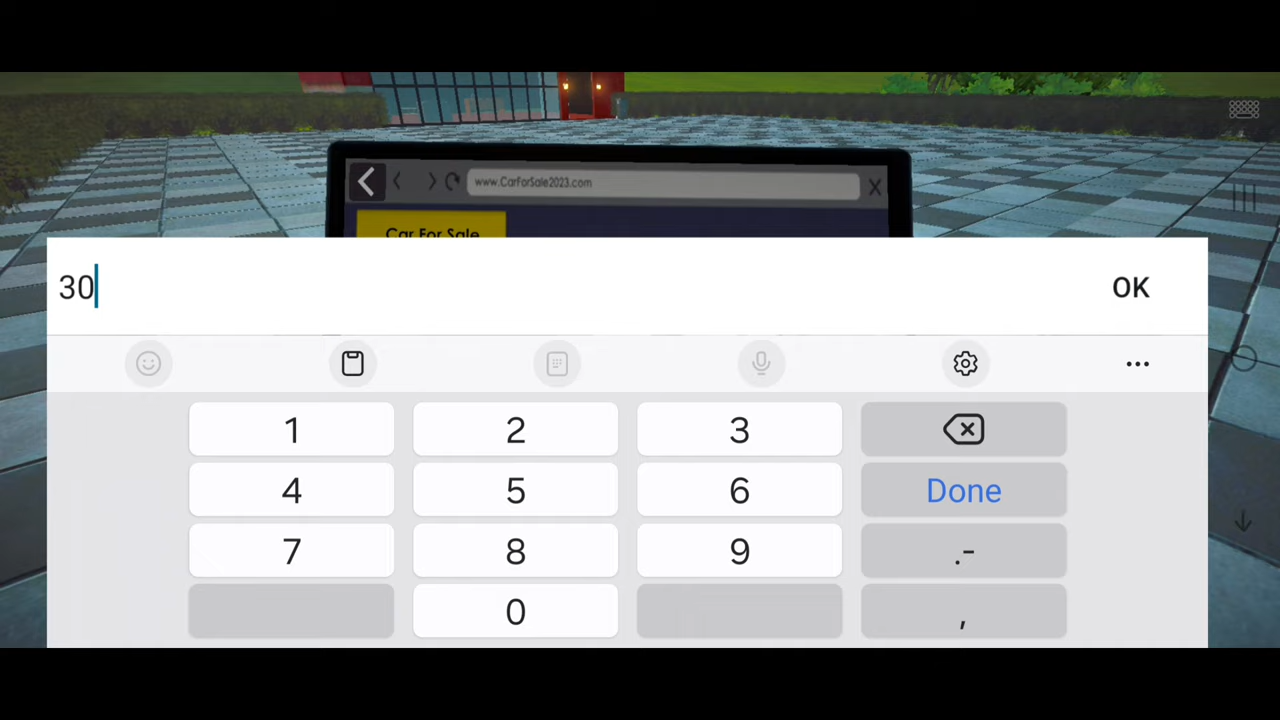 www.CarForSale2023.com
X
Car For Sale
30
OK
1 2 3
4 5 6 Done
7 8 9 .-
0 ,